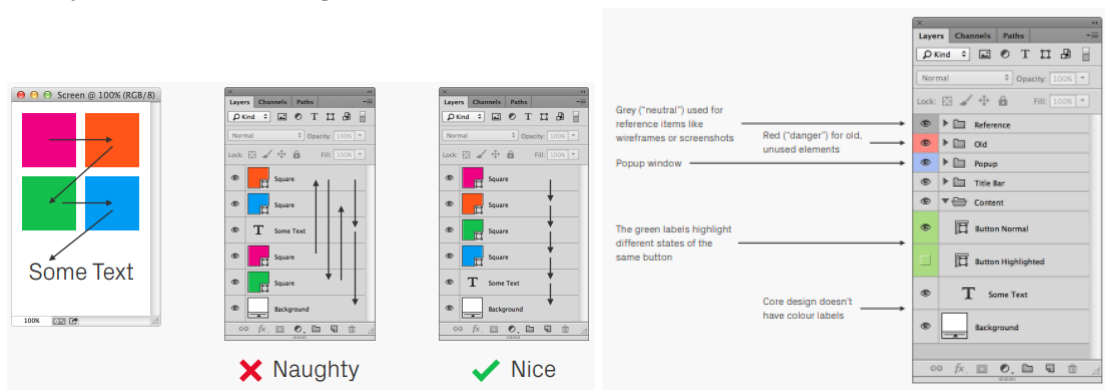 Screen @ 100% (RGB/8)
Some Text
100%
Layers Channels Paths
Kind
Normal Opacity: 100%
Lock: Fill: 100%
Square
Square
Some Text
Square
Square
Background
fx
Naughty
Layers Channels Paths
Kind
Normal Opacity: 100%
Lock: Fill: 100%
Square
Square
Square
Square
Some Text
Background
fx
Nice
Grey (“neutral”) used for
reference items like
wireframes or screenshots
Red (“danger”) for old,
unused elements
Popup window
The green labels highlight
different states of the
same button
Core design doesn’t
have colour labels
Layers Channels Paths
Kind
Normal Opacity: 100%
Lock: Fill: 100%
Reference
Old
Popup
Title Bar
Content
Button Normal
Button Highlighted
Some Text
Background
fx